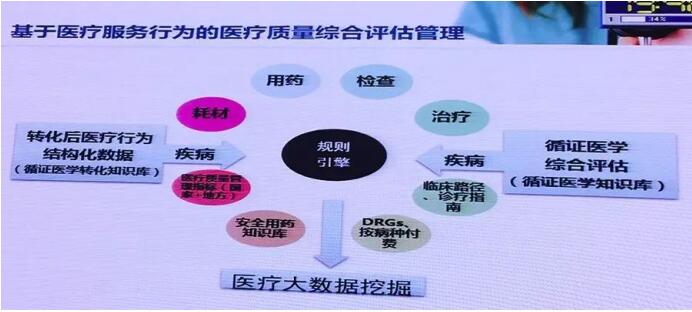 基于医疗服务行为的医疗质量综合评估管理
1 34%
用药
检查
耗材
治疗
转化后医疗行为
结构化数据
（循证医学转化知识库）
疾病
规则
引擎
疾病
循证医学
综合评估
（循证医学知识库）
医疗质量管
理指标（国
家+地方）
临床路径
、诊疗指
南
安全用药
知识库
DRGs、
按病种付
费
医疗大数据挖掘